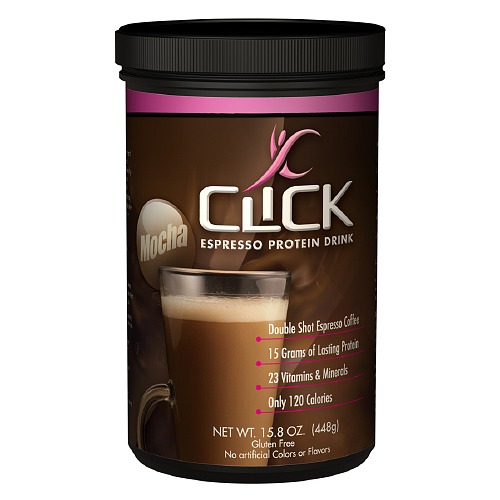 CLICK
ESPRESSO PROTEIN DRINK
Mocha
Double Shot Espresso Coffee
15 Grams of Lasting Protein
23 Vitamins & Minerals
Only 120 Calories
NET WT. 15.8 OZ. (448g)
Gluten Free
No artificial Colors or Flavors